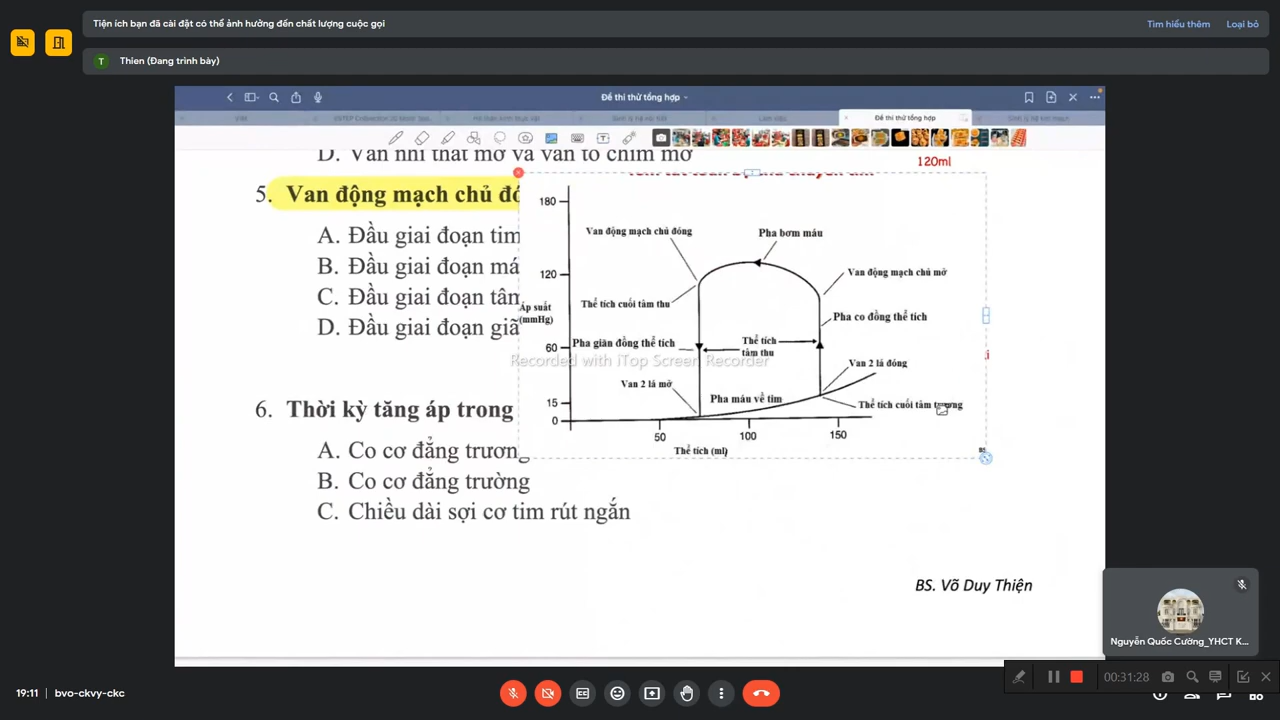 Tiện ích bạn đã cài đặt có thể ảnh hưởng đến chất lượng cuộc gọi
Tìm hiểu thêm
Loại bỏ
T
Thien (Đang trình bày)
Đề thi thử tổng hợp
Đề thi thử tổng hợp
D. Van nhĩ thất mở và van tổ chim mở
120ml
5. Van động mạch chủ đó
A. Đầu giai đoạn tim
B. Đầu giai đoạn má
C. Đầu giai đoạn tân
D. Đầu giai đoạn giã
180
120
60
15
0
Áp suất
(mmHg)
Van động mạch chủ đóng
Pha bơm máu
Van động mạch chủ mở
Thể tích cuối tâm thu
Pha co đồng thể tích
Pha giãn đồng thể tích
Thể tích
tâm thu
Van 2 lá đóng
Van 2 lá mở
Pha máu về tim
Thể tích cuối tâm trương
50
100
150
Thể tích (ml)
Recorded with iTop Screen Recorder
6. Thời kỳ tăng áp trong
A. Co cơ đẳng trương
B. Co cơ đẳng trường
C. Chiều dài sợi cơ tim rút ngắn
BS. Võ Duy Thiện
Nguyễn Quốc Cường_YHCT K...
19:11
bvo-ckvy-ckc
00:31:28